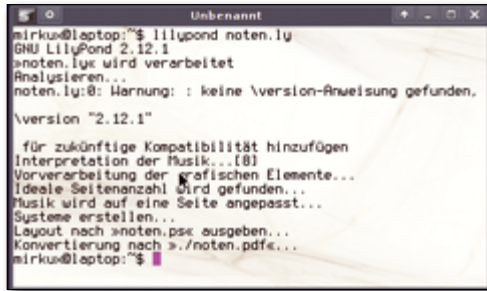 Unbenannt
mirkux@laptop:~$ lilypond noten.ly
GNU LilyPond 2.12.1
»noten.ly« wird verarbeitet
Analysieren...
noten.ly:0: Warnung: : keine \version-Anweisung gefunden,
\version "2.12.1"
für zukünftige Kompatibilität hinzufügen
Interpretation der Musik...[8]
Vorverarbeitung der grafischen Elemente...
Ideale Seitenanzahl wird gefunden...
Musik wird auf eine Seite angepasst...
Systeme erstellen...
Layout nach »noten.ps« ausgeben...
Konvertierung nach »./noten.pdf«...
mirkux@laptop:~$